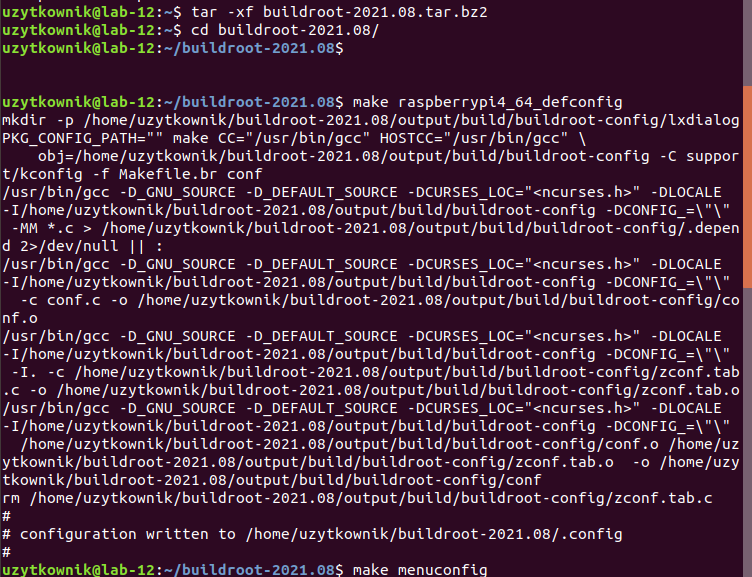 uzytkownik@lab-12:~$ tar -xf buildroot-2021.08.tar.bz2
uzytkownik@lab-12:~$ cd buildroot-2021.08/
uzytkownik@lab-12:~/buildroot-2021.08$
uzytkownik@lab-12:~/buildroot-2021.08$ make raspberrypi4_64_defconfig
mkdir -p /home/uzytkownik/buildroot-2021.08/output/build/buildroot-config/lxdialog
PKG_CONFIG_PATH="" make CC="/usr/bin/gcc" HOSTCC="/usr/bin/gcc" \
    obj=/home/uzytkownik/buildroot-2021.08/output/build/buildroot-config -C suppor
t/kconfig -f Makefile.br conf
/usr/bin/gcc -D_GNU_SOURCE -D_DEFAULT_SOURCE -DCURSES_LOC="<ncurses.h>" -DLOCALE
-I/home/uzytkownik/buildroot-2021.08/output/build/buildroot-config -DCONFIG_=\"\"
 -MM *.c > /home/uzytkownik/buildroot-2021.08/output/build/buildroot-config/.depen
d 2>/dev/null || :
/usr/bin/gcc -D_GNU_SOURCE -D_DEFAULT_SOURCE -DCURSES_LOC="<ncurses.h>" -DLOCALE
-I/home/uzytkownik/buildroot-2021.08/output/build/buildroot-config -DCONFIG_=\"\"
  -c conf.c -o /home/uzytkownik/buildroot-2021.08/output/build/buildroot-config/co
nf.o
/usr/bin/gcc -D_GNU_SOURCE -D_DEFAULT_SOURCE -DCURSES_LOC="<ncurses.h>" -DLOCALE
-I/home/uzytkownik/buildroot-2021.08/output/build/buildroot-config -DCONFIG_=\"\"
 -I. -c /home/uzytkownik/buildroot-2021.08/output/build/buildroot-config/zconf.tab
.c -o /home/uzytkownik/buildroot-2021.08/output/build/buildroot-config/zconf.tab.o
/usr/bin/gcc -D_GNU_SOURCE -D_DEFAULT_SOURCE -DCURSES_LOC="<ncurses.h>" -DLOCALE
-I/home/uzytkownik/buildroot-2021.08/output/build/buildroot-config -DCONFIG_=\"\"
  /home/uzytkownik/buildroot-2021.08/output/build/buildroot-config/conf.o /home/uz
ytkownik/buildroot-2021.08/output/build/buildroot-config/zconf.tab.o  -o /home/uzy
tkownik/buildroot-2021.08/output/build/buildroot-config/conf
rm /home/uzytkownik/buildroot-2021.08/output/build/buildroot-config/zconf.tab.c
#
# configuration written to /home/uzytkownik/buildroot-2021.08/.config
#
uzytkownik@lab-12:~/buildroot-2021.08$ make menuconfig